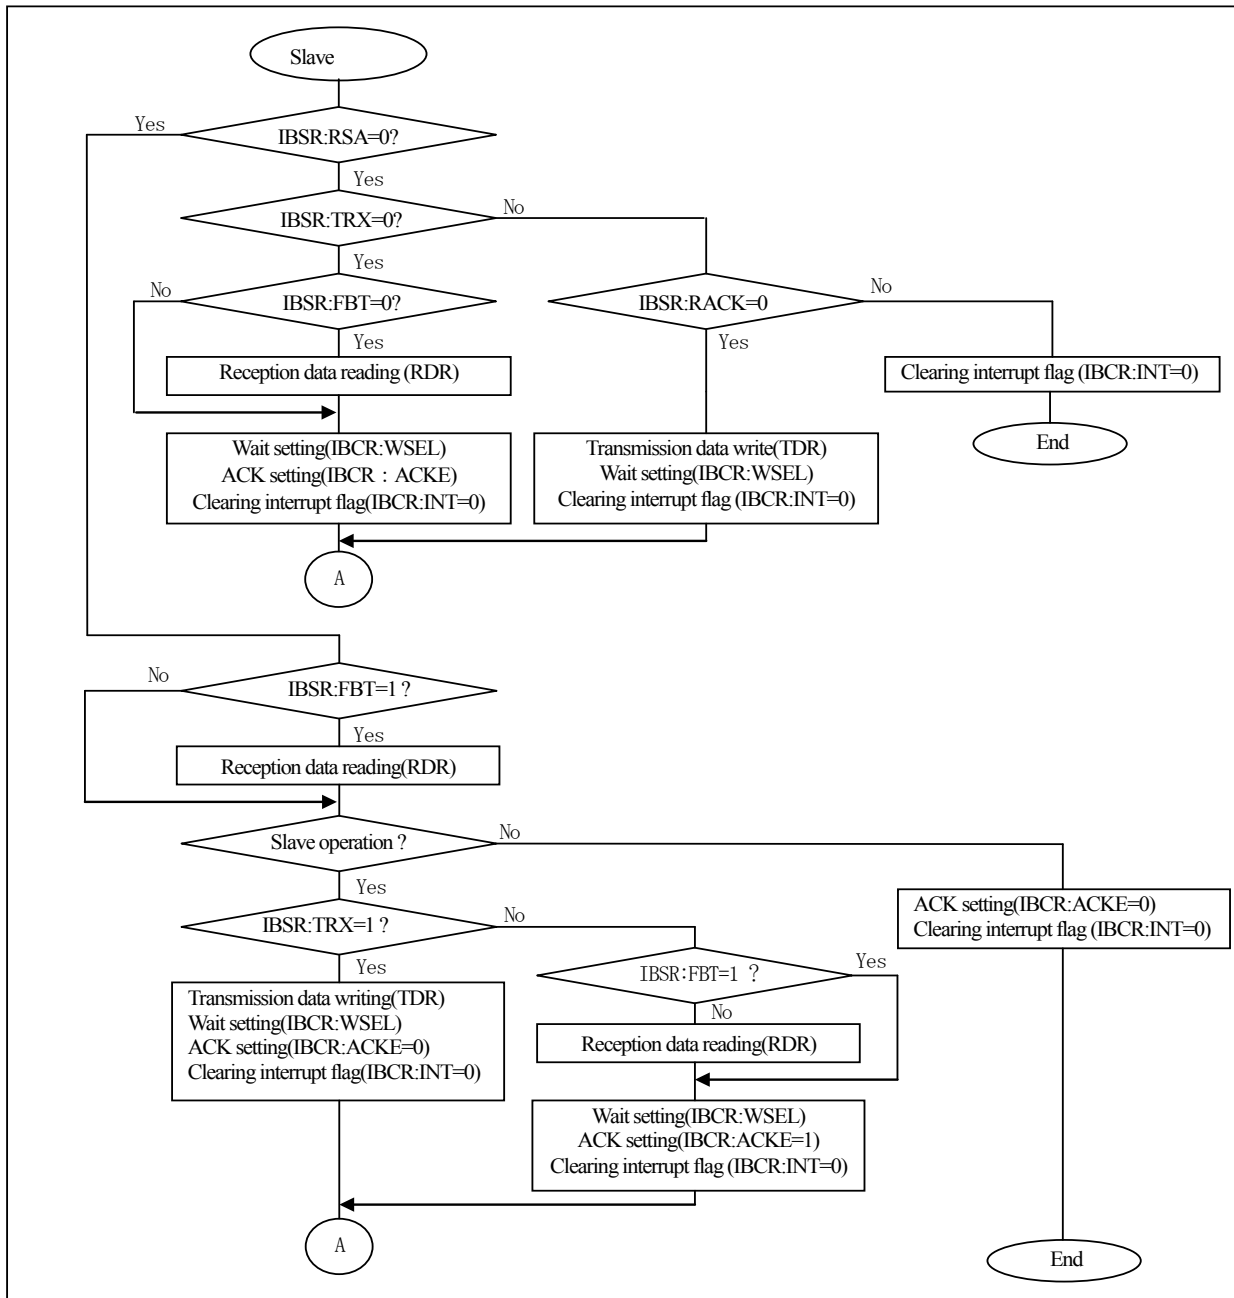 Slave
Yes
IBSR:RSA=0?
Yes
IBSR:TRX=0?
No
Yes
No
IBSR:FBT=0?
IBSR:RACK=0
No
Yes
Yes
Reception data reading (RDR)
Clearing interrupt flag (IBCR:INT=0)
End
Wait setting(IBCR:WSEL)
ACK setting(IBCR : ACKE)
Clearing interrupt flag(IBCR:INT=0)
Transmission data write(TDR)
Wait setting(IBCR:WSEL)
Clearing interrupt flag (IBCR:INT=0)
A
No
IBSR:FBT=1 ?
Yes
Reception data reading(RDR)
Slave operation ?
No
Yes
IBSR:TRX=1 ?
No
ACK setting(IBCR:ACKE=0)
Clearing interrupt flag (IBCR:INT=0)
Yes
IBSR:FBT=1 ?
Yes
No
Transmission data writing(TDR)
Wait setting(IBCR:WSEL)
ACK setting(IBCR:ACKE=0)
Clearing interrupt flag(IBCR:INT=0)
Reception data reading(RDR)
Wait setting(IBCR:WSEL)
ACK setting(IBCR:ACKE=1)
Clearing interrupt flag (IBCR:INT=0)
A
End